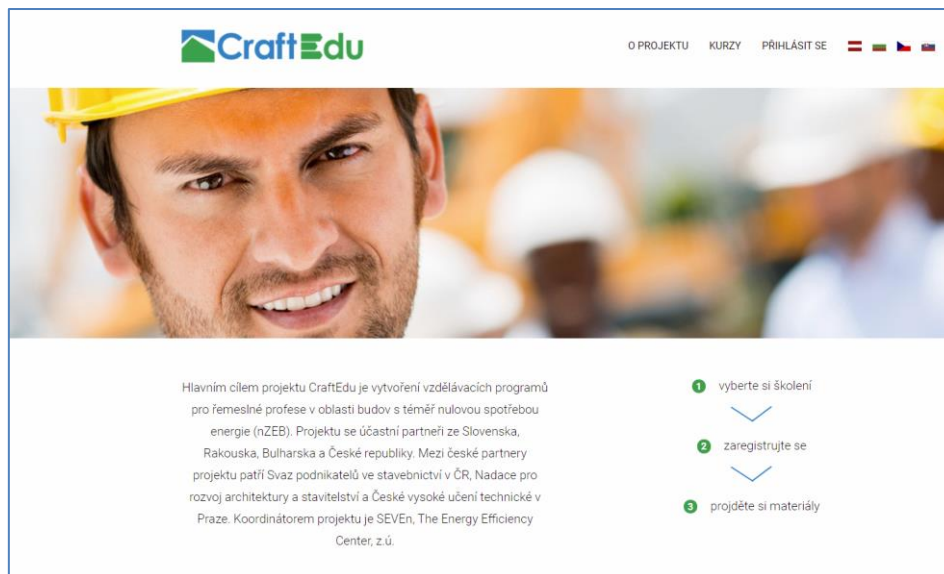 CraftEdu
O PROJEKTU KURZY PŘIHLÁSIT SE
Hlavním cílem projektu CraftEdu je vytvoření vzdělávacích programů
pro řemeslné profese v oblasti budov s téměř nulovou spotřebou
energie (nZEB). Projektu se účastní partneři ze Slovenska,
Rakouska, Bulharska a České republiky. Mezi české partnery
projektu patří Svaz podnikatelů ve stavebnictví v ČR, Nadace pro
rozvoj architektury a stavitelství a České vysoké učení technické v
Praze. Koordinátorem projektu je SEVEn, The Energy Efficiency
Center, z.ú.
1 vyberte si školení
2 zaregistrujte se
3 projděte si materiály